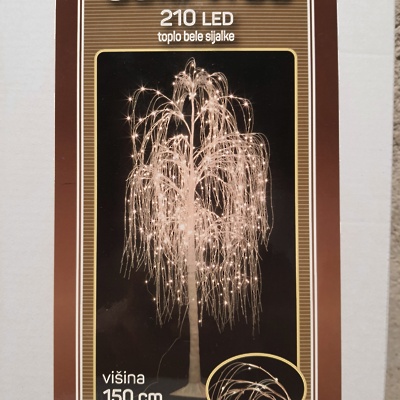 210 LED
toplo bele sijalke
višina
150 cm